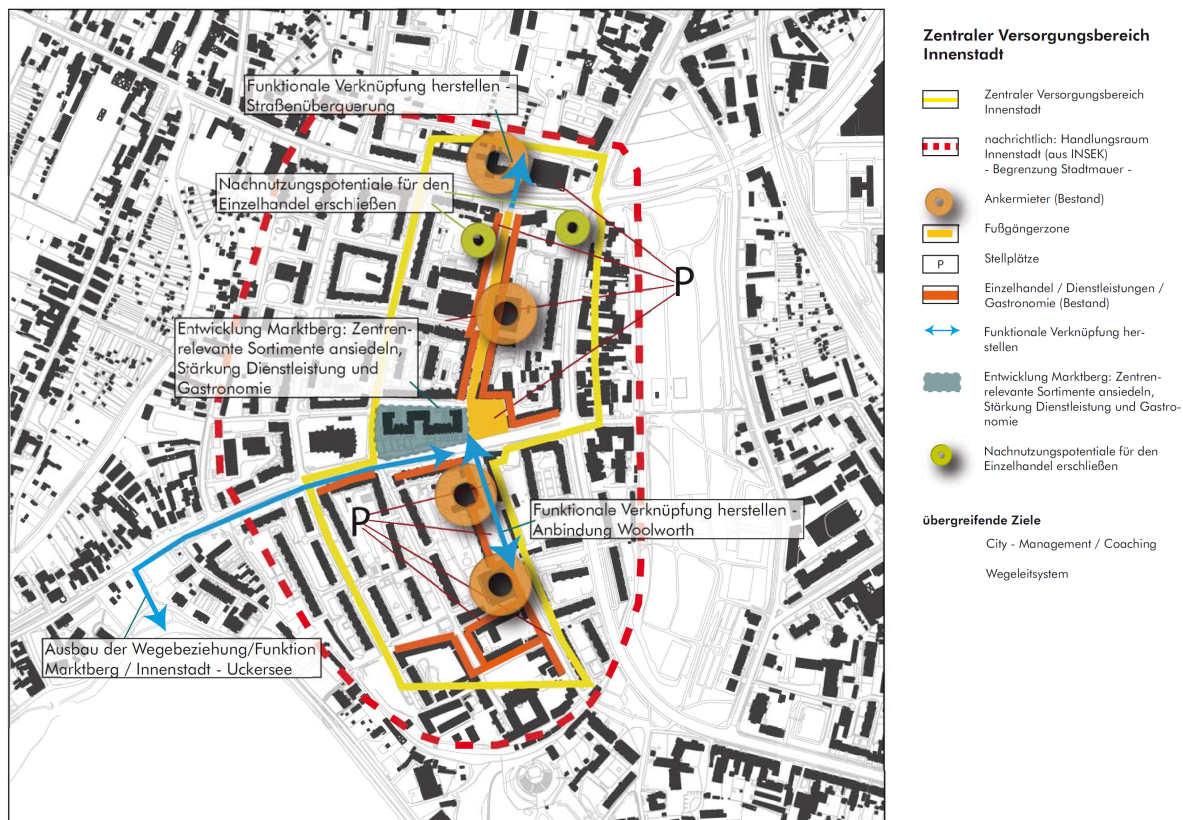 Funktionale Verknüpfung herstellen -
Straßenüberquerung
Nachnutzungspotentiale für den
Einzelhandel erschließen
P
Entwicklung Marktberg: Zentren-
relevante Sortimente ansiedeln,
Stärkung Dienstleistung und
Gastronomie
P
Funktionale Verknüpfung herstellen -
Anbindung Woolworth
Ausbau der Wegebeziehung/Funktion
Marktberg / Innenstadt - Uckersee
Zentraler Versorgungsbereich
Innenstadt
Zentraler Versorgungsbereich
Innenstadt
nachrichtlich: Handlungsraum
Innenstadt (aus INSEK)
- Begrenzung Stadtmauer -
Ankermieter (Bestand)
Fußgängerzone
P
Stellplätze
Einzelhandel / Dienstleistungen /
Gastronomie (Bestand)
Funktionale Verknüpfung her-
stellen
Entwicklung Marktberg: Zentren-
relevante Sortimente ansiedeln,
Stärkung Dienstleistung und Gastro-
nomie
Nachnutzungspotentiale für den
Einzelhandel erschließen
übergreifende Ziele
City - Management / Coaching
Wegeleitsystem